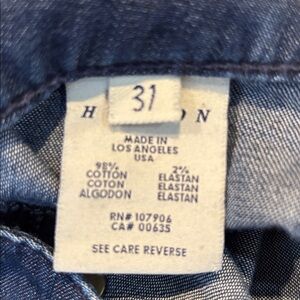 31
H ON
MADE IN
LOS ANGELES
USA
98% 2%
COTTON ELASTAN
COTON ELASTAN
ALGODON ELASTAN
RN# 107906
CA# 00635
SEE CARE REVERSE